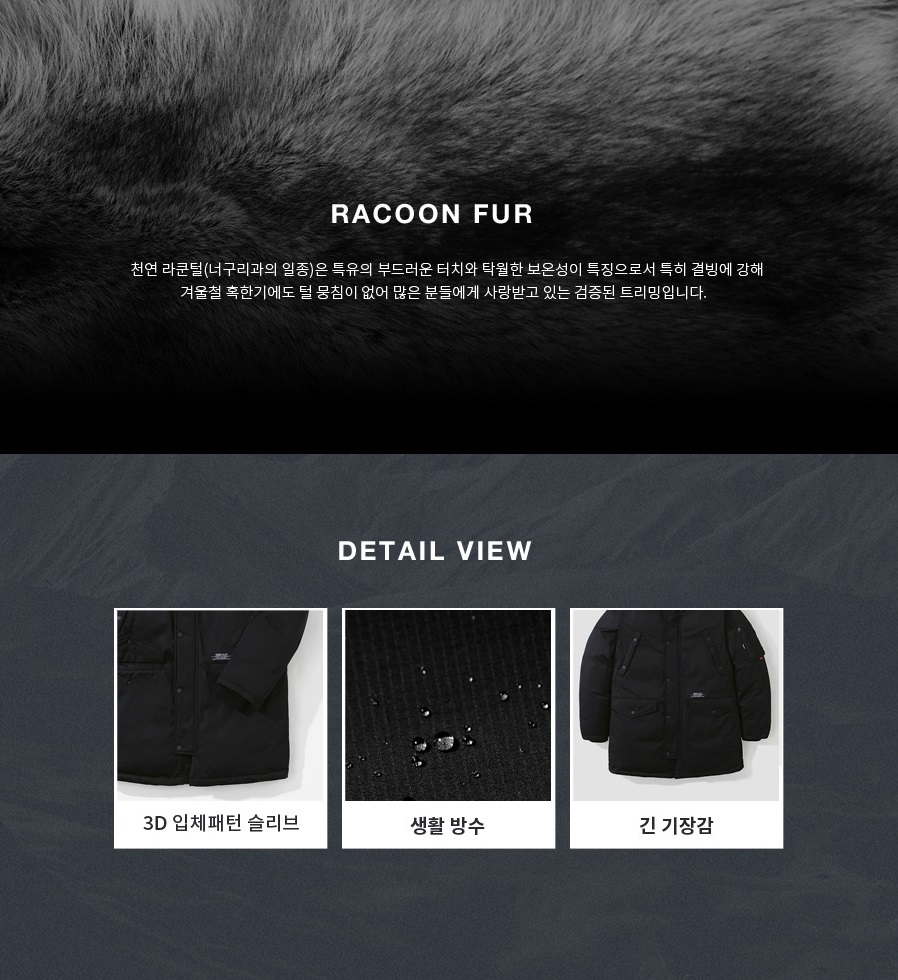 RACOON FUR
천연 라쿤털(너구리과의 일종)은 특유의 부드러운 터치와 탁월한 보온성이 특징으로서 특히 결빙에 강해
겨울철 혹한기에도 털 뭉침이 없어 많은 분들에게 사랑받고 있는 검증된 트리밍입니다.
DETAIL VIEW
3D 입체패턴 슬리브
생활 방수
긴 기장감